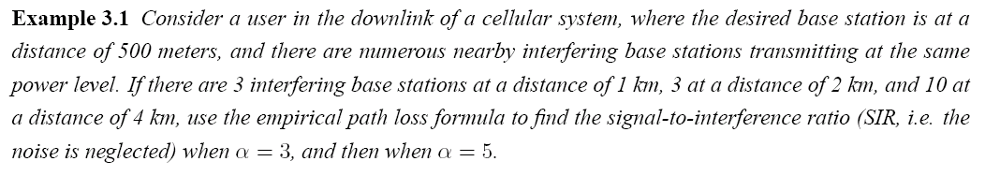 Example 3.1 Consider a user in the downlink of a cellular system, where the desired base station is at a
distance of 500 meters, and there are numerous nearby interfering base stations transmitting at the same
power level. If there are 3 interfering base stations at a distance of 1 km, 3 at a distance of 2 km, and 10 at
a distance of 4 km, use the empirical path loss formula to find the signal-to-interference ratio (SIR, i.e. the
noise is neglected) when α = 3, and then when α = 5.